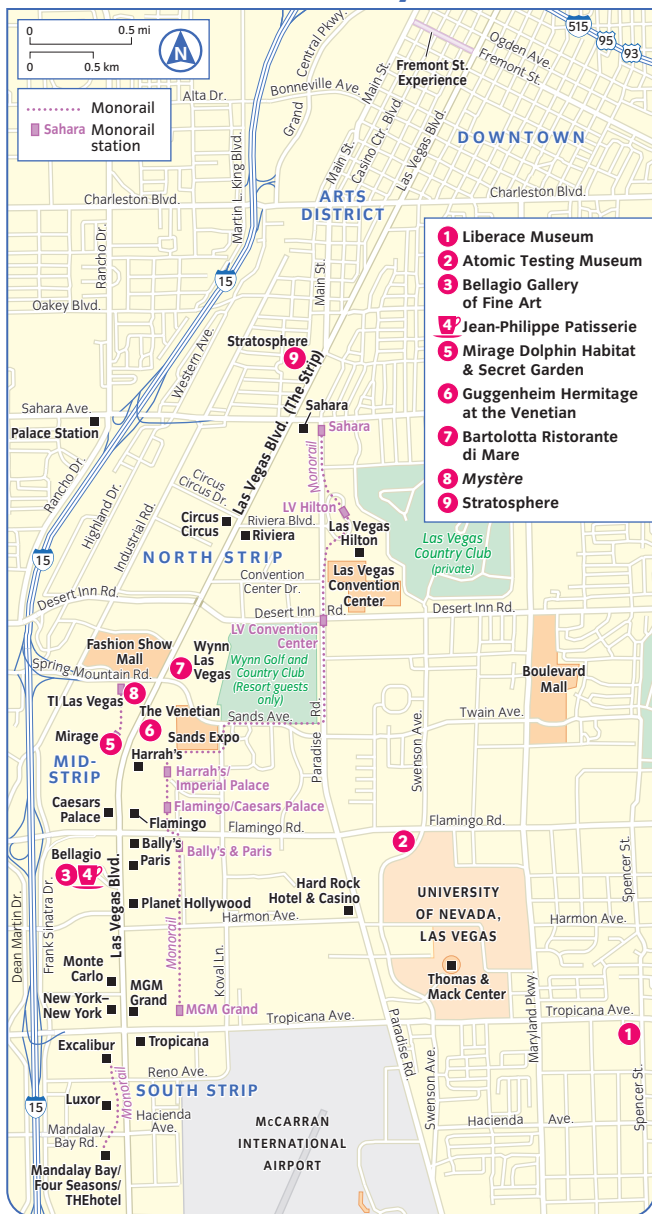 0 0.5 mi
0 0.5 km
N
Monorail
Sahara Monorail
station
515
95
93
Central Pkwy.
Grand
Main St.
Fremont St.
Experience
Ogden Ave.
Fremont St.
Bonneville Ave.
Alta Dr.
Martin L. King Blvd.
Main St.
Casino Ctr. Blvd.
Las Vegas Blvd.
DOWNTOWN
Charleston Blvd.
ARTS
DISTRICT
Charleston Blvd.
Rancho Dr.
15
Main St.
1 Liberace Museum
2 Atomic Testing Museum
3 Bellagio Gallery
of Fine Art
4 Jean-Philippe Patisserie
5 Mirage Dolphin Habitat
& Secret Garden
6 Guggenheim Hermitage
at the Venetian
7 Bartolotta Ristorante
di Mare
8 Mystère
9 Stratosphere
Oakey Blvd.
Western Ave.
Stratosphere
9
Las Vegas Blvd. (The Strip)
Sahara Ave.
Palace Station
Sahara
Sahara
Monorail
Rancho Dr.
Highland Dr.
Industrial Rd.
Circus
Circus Dr.
LV Hilton
Circus
Circus
Riviera Blvd.
Riviera
Las Vegas
Hilton
Las Vegas
Country Club
(private)
15
NORTH STRIP
Convention
Center Dr.
Las Vegas
Convention
Center
Desert Inn Rd.
Desert Inn Rd.
Desert Inn Rd.
LV Convention
Center
Fashion Show
Mall
Wynn
Las
Vegas
7
Wynn Golf and
Country Club
(Resort guests
only)
Spring Mountain Rd.
Boulevard
Mall
TI Las Vegas
8
The Venetian
6
Sands Ave.
Twain Ave.
Mirage
5
Sands Expo
Paradise Rd.
Swenson Ave.
MID-
STRIP
Harrah's
Harrah's/
Imperial Palace
Caesars
Palace
Flamingo/Caesars Palace
Flamingo
Flamingo Rd.
Flamingo Rd.
2
Bally's
Bally's & Paris
Bellagio
3
4
Paris
Las Vegas Blvd.
Planet Hollywood
Hard Rock
Hotel & Casino
Harmon Ave.
UNIVERSITY
OF NEVADA,
LAS VEGAS
Harmon Ave.
Spencer St.
Dean Martin Dr.
Frank Sinatra Dr.
Monorail
Koval Ln.
Monte
Carlo
Thomas &
Mack Center
New York–
New York
MGM
Grand
MGM Grand
Tropicana Ave.
Tropicana Ave.
Maryland Pkwy.
1
Excalibur
Tropicana
Reno Ave.
Paradise Rd.
Swenson Ave.
Spencer St.
Monorail
SOUTH STRIP
15
Luxor
Hacienda
Ave.
Mandalay
Bay Rd.
McCARRAN
INTERNATIONAL
AIRPORT
Hacienda Ave.
Mandalay Bay/
Four Seasons/
THEhotel